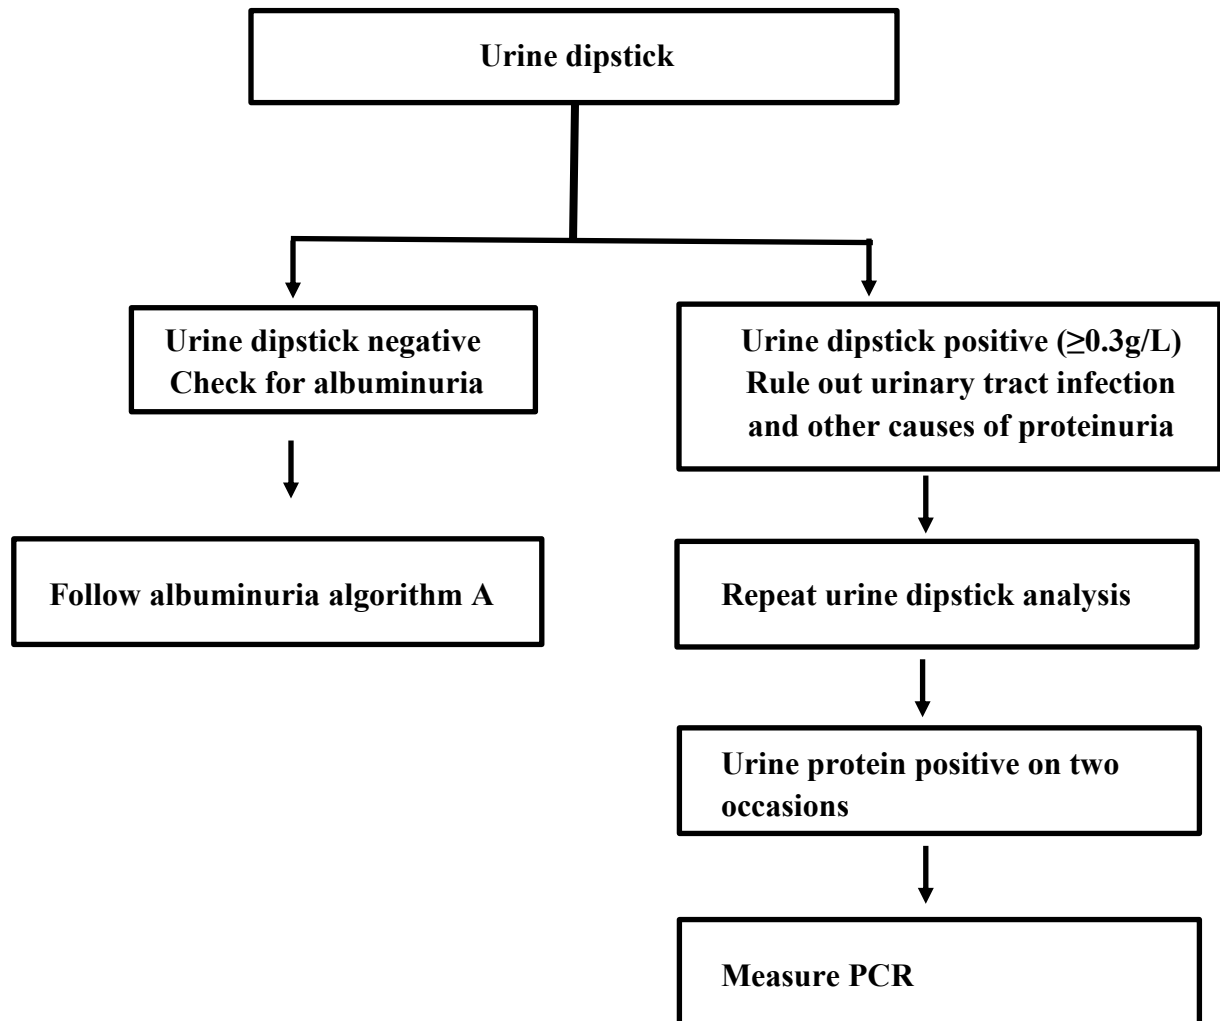 Urine dipstick
Urine dipstick negative
Check for albuminuria
Urine dipstick positive (≥0.3g/L)
Rule out urinary tract infection
and other causes of proteinuria
Follow albuminuria algorithm A
Repeat urine dipstick analysis
Urine protein positive on two
occasions
Measure PCR